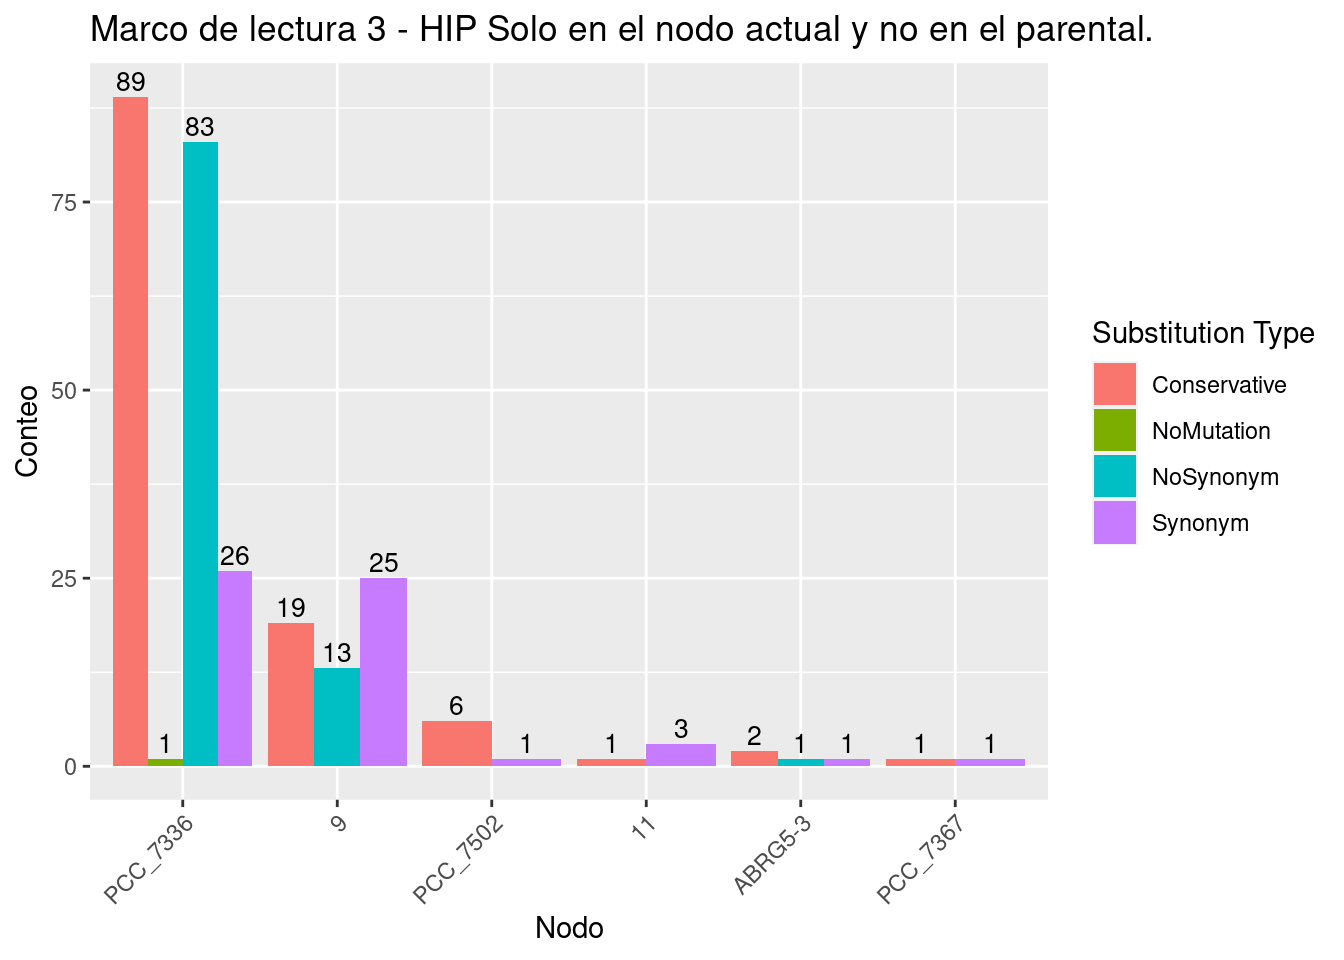 Marco de lectura 3 - HIP Solo en el nodo actual y no en el parental.
89
83
26
1
19
13
25
6
1
1
3
2
1
1
1
1
75
50
25
0
Conteo
PCC_7336
9
PCC_7502
11
ABRG5-3
PCC_7367
Nodo
Substitution Type
Conservative
NoMutation
NoSynonym
Synonym